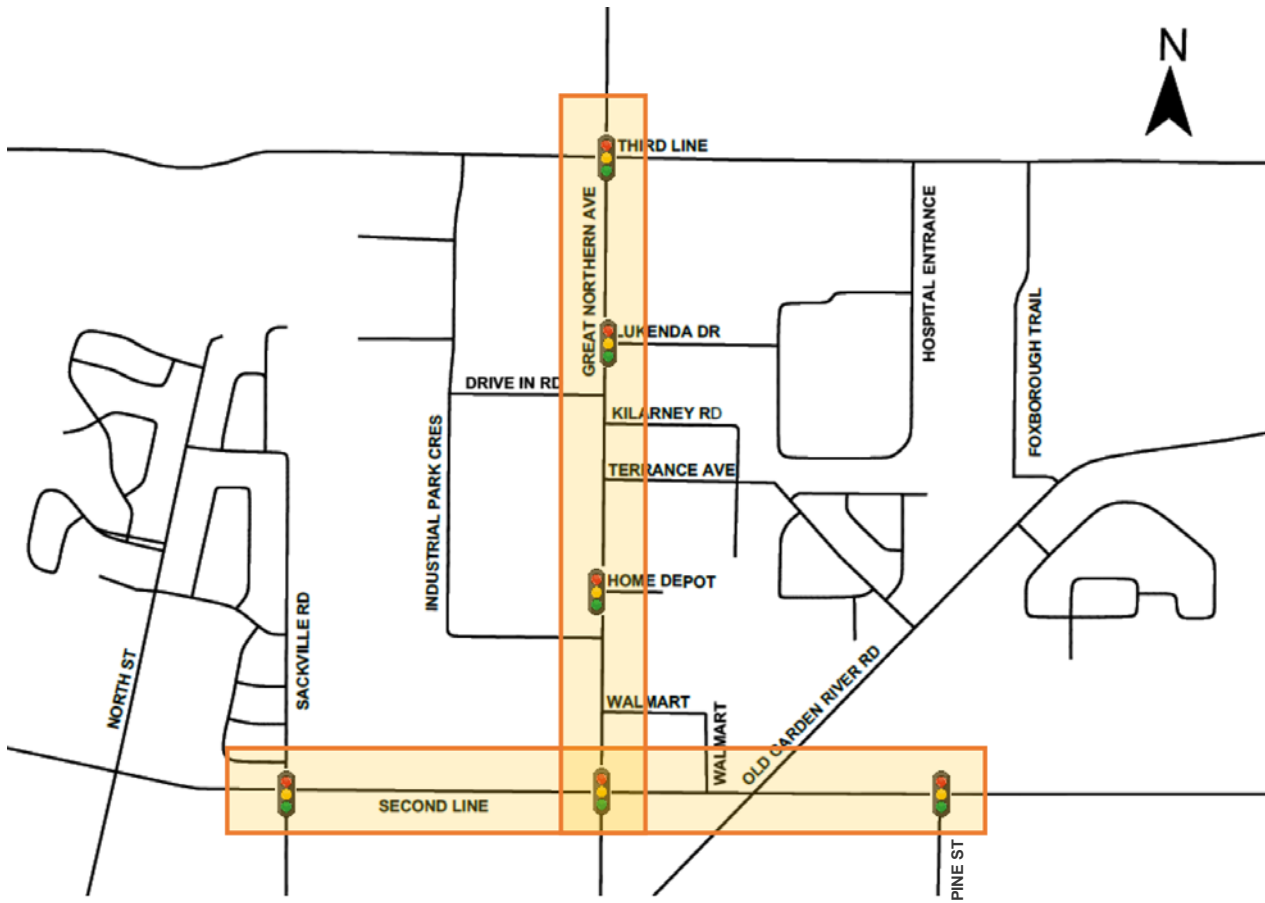 N
THIRD LINE
GREAT NORTHERN AVE
HOSPITAL ENTRANCE
FOXBOROUGH TRAIL
LUKENDA DR
DRIVE IN RD
KILARNEY RD
INDUSTRIAL PARK CRES
TERRANCE AVE
HOME DEPOT
SACKVILLE RD
NORTH ST
WALMART
WALMART
OLD GARDEN RIVER RD
SECOND LINE
PINE ST